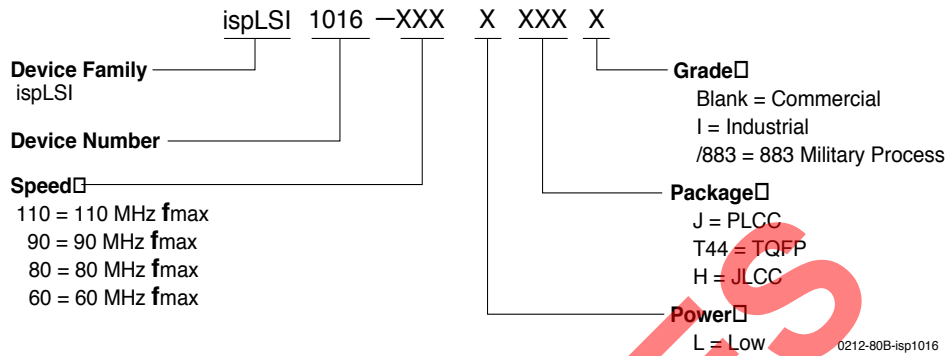 ispLSI 1016 –XXX X XXX X
Device Family
ispLSI
Device Number
Speed
110 = 110 MHz fmax
90 = 90 MHz fmax
80 = 80 MHz fmax
60 = 60 MHz fmax
Grade
Blank = Commercial
I = Industrial
/883 = 883 Military Process
Package
J = PLCC
T44 = TQFP
H = JLCC
Power
L = Low
0212-80B-isp1016